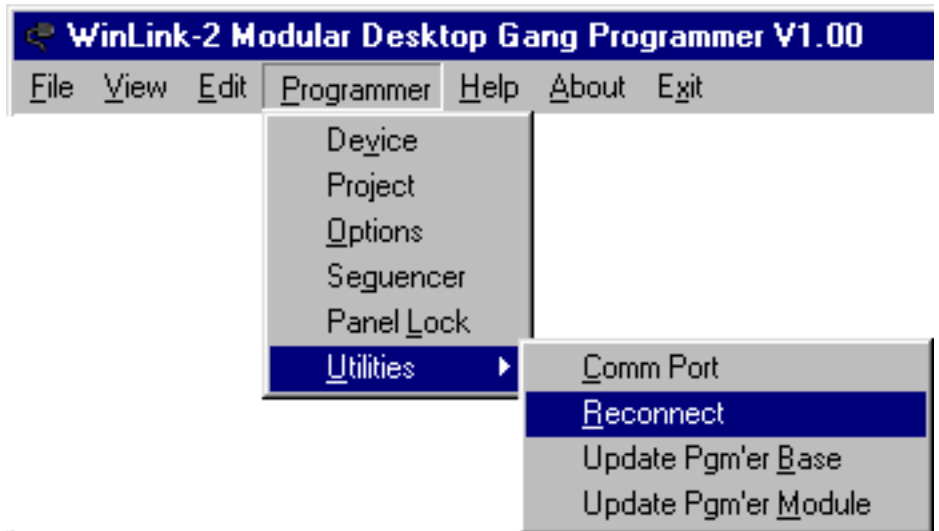 WinLink-2 Modular Desktop Gang Programmer V1.00
File View Edit Programmer Help About Exit
Device
Project
Options
Seguencer
Panel Lock
Utilities
Comm Port
Reconnect
Update Pgm'er Base
Update Pgm'er Module